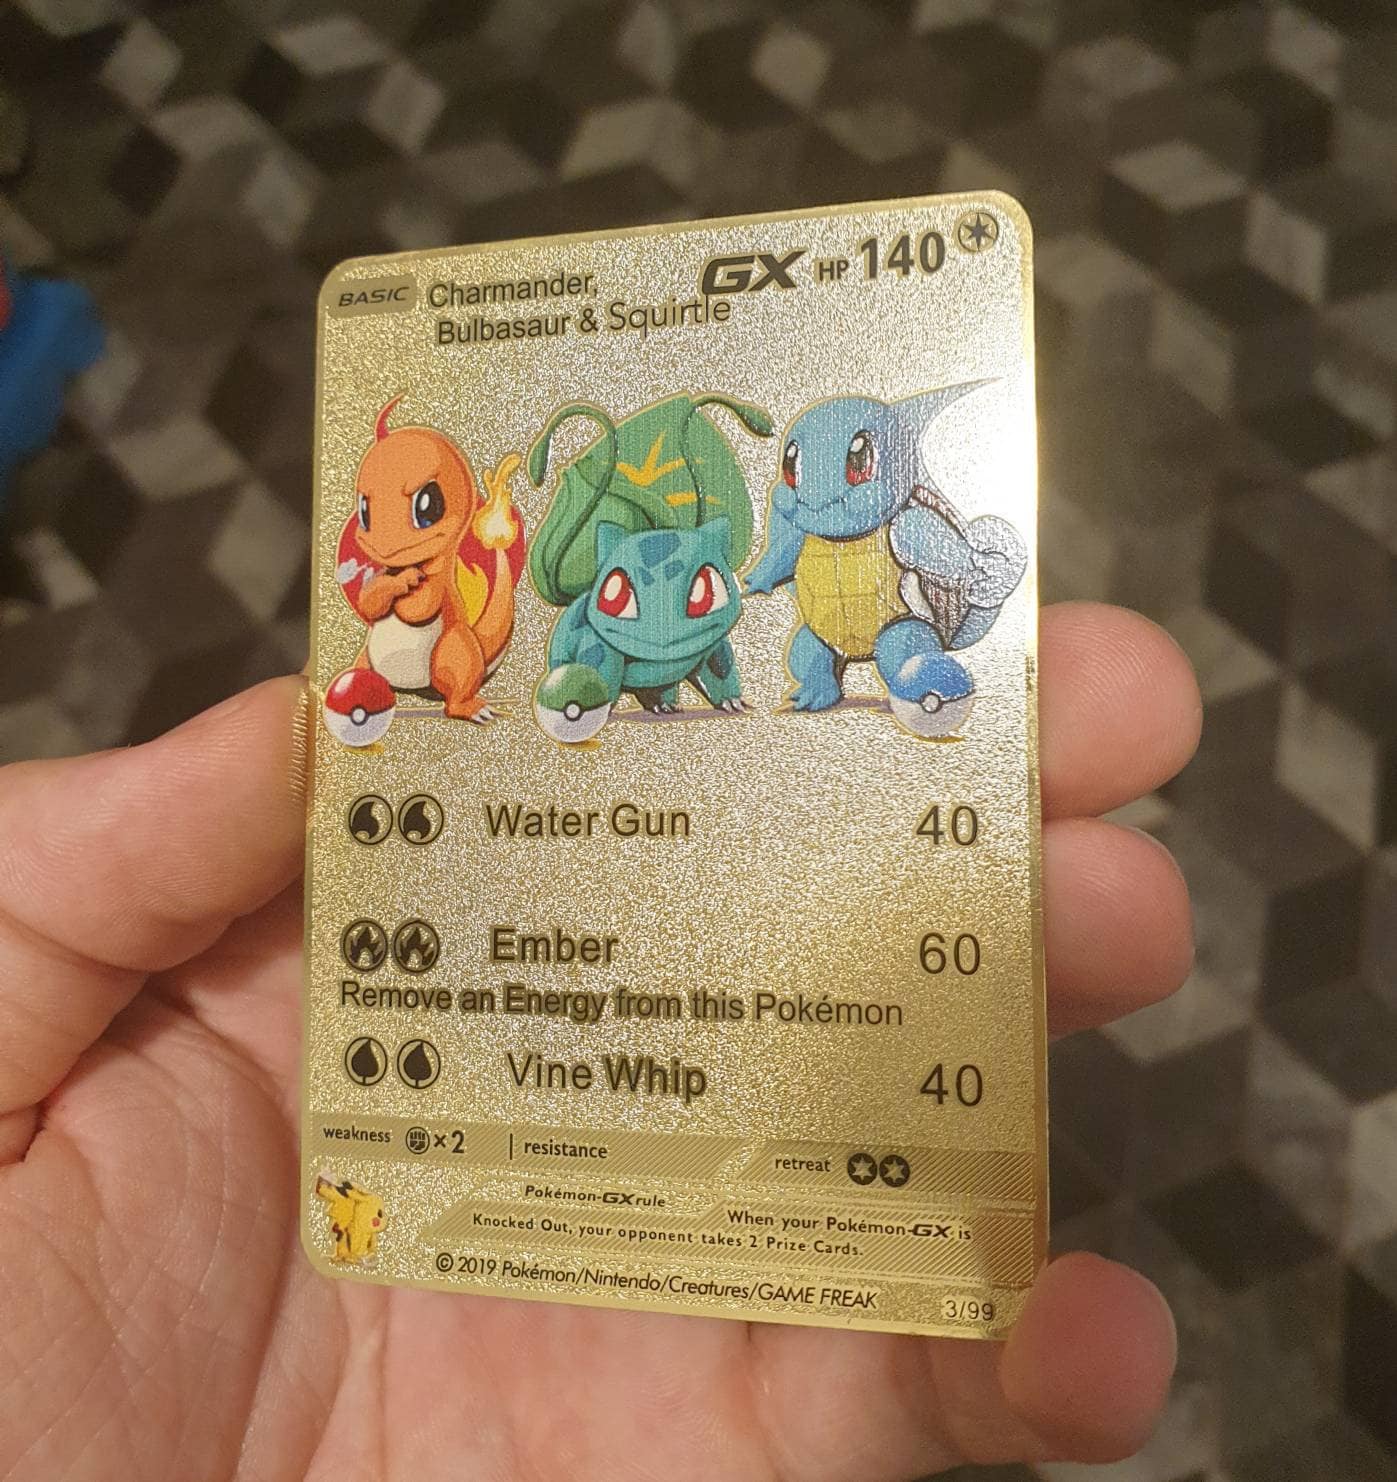 BASIC Charmander, GX HP 140
Bulbasaur & Squirtle
Water Gun 40
Ember 60
Remove an Energy from this Pokémon
Vine Whip 40
weakness ×2 | resistance retreat
Pokémon-GX rule When your Pokémon-GX is
Knocked Out, your opponent takes 2 Prize Cards.
© 2019 Pokémon/Nintendo/Creatures/GAME FREAK 3/99